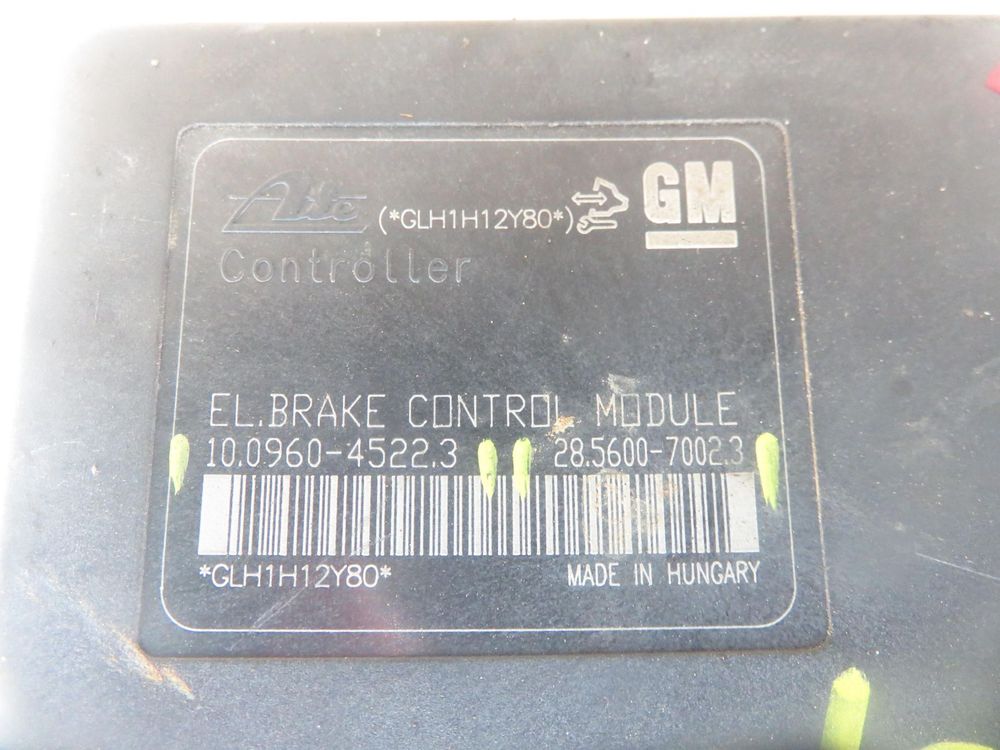 Ate (*GLH1H12Y80*) GM
Controller
EL.BRAKE CONTROL MODULE
10.0960-4522.3 28.5600-7002.3
*GLH1H12Y80*
MADE IN HUNGARY